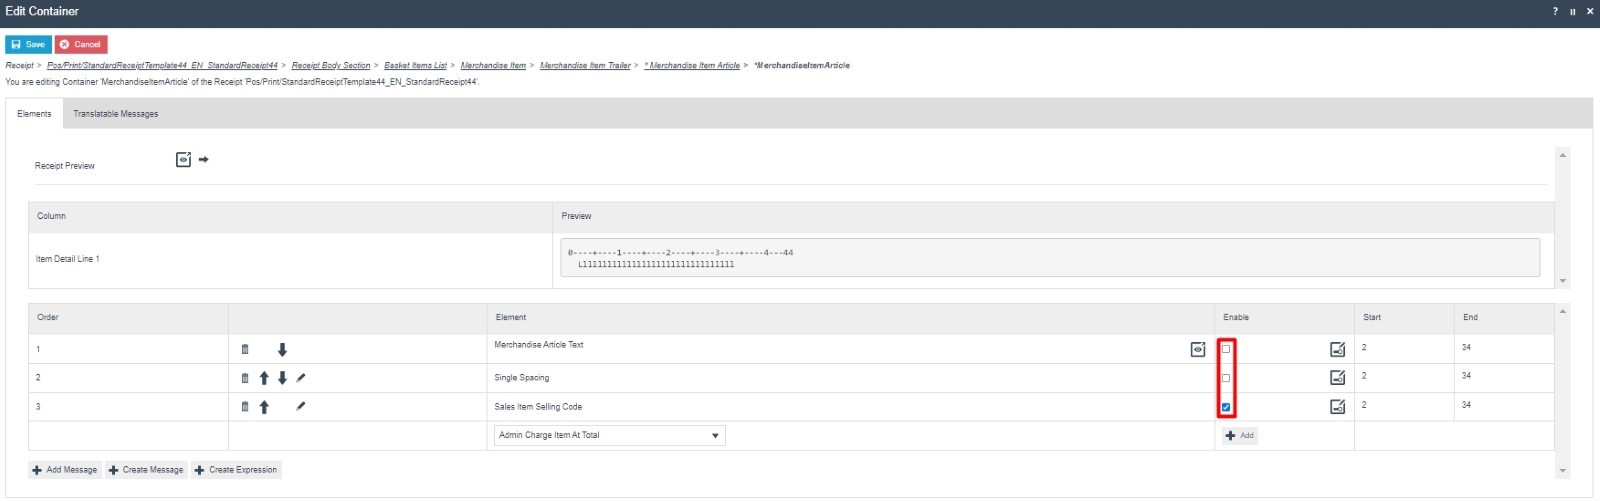 Edit Container
? x
Save Cancel
Receipt > Pos/Print/StandardReceiptTemplate44_EN_StandardReceipt44 > Receipt Body Section > Basket Items List > Merchandise Item > Merchandise Item Trailer > * Merchandise Item Article > *MerchandiseItemArticle
You are editing Container 'MerchandiseItemArticle' of the Receipt 'Pos/Print/StandardReceiptTemplate44_EN_StandardReceipt44'.
Elements Translatable Messages
Receipt Preview
Column Preview
Item Detail Line 1
0----+----1----+----2----+----3----+----4---44
Order Element Enable Start End
1 Merchandise Article Text 2 34
2 Single Spacing 2 34
3 Sales Item Selling Code 2 34
Admin Charge Item At Total Add
Add Message Create Message Create Expression